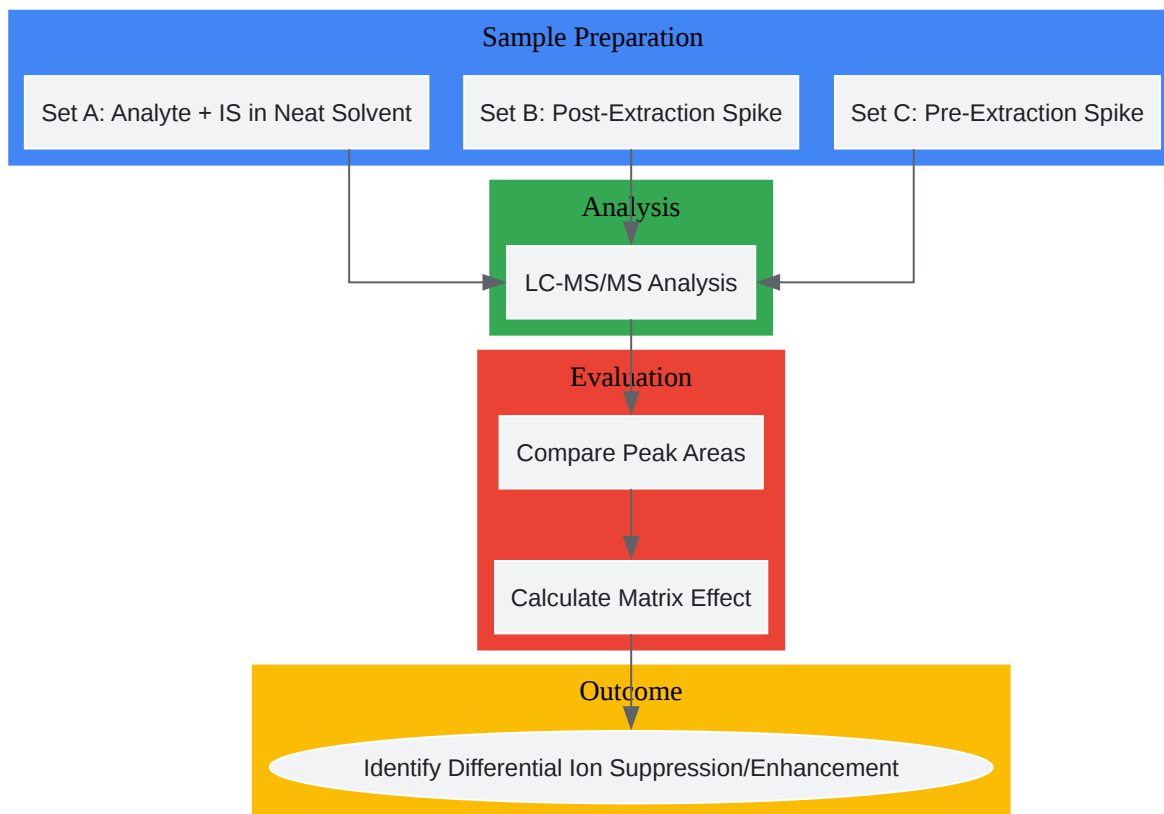 Sample Preparation
Set A: Analyte + IS in Neat Solvent
Set B: Post-Extraction Spike
Set C: Pre-Extraction Spike
Analysis
LC-MS/MS Analysis
Evaluation
Compare Peak Areas
Calculate Matrix Effect
Outcome
Identify Differential Ion Suppression/Enhancement